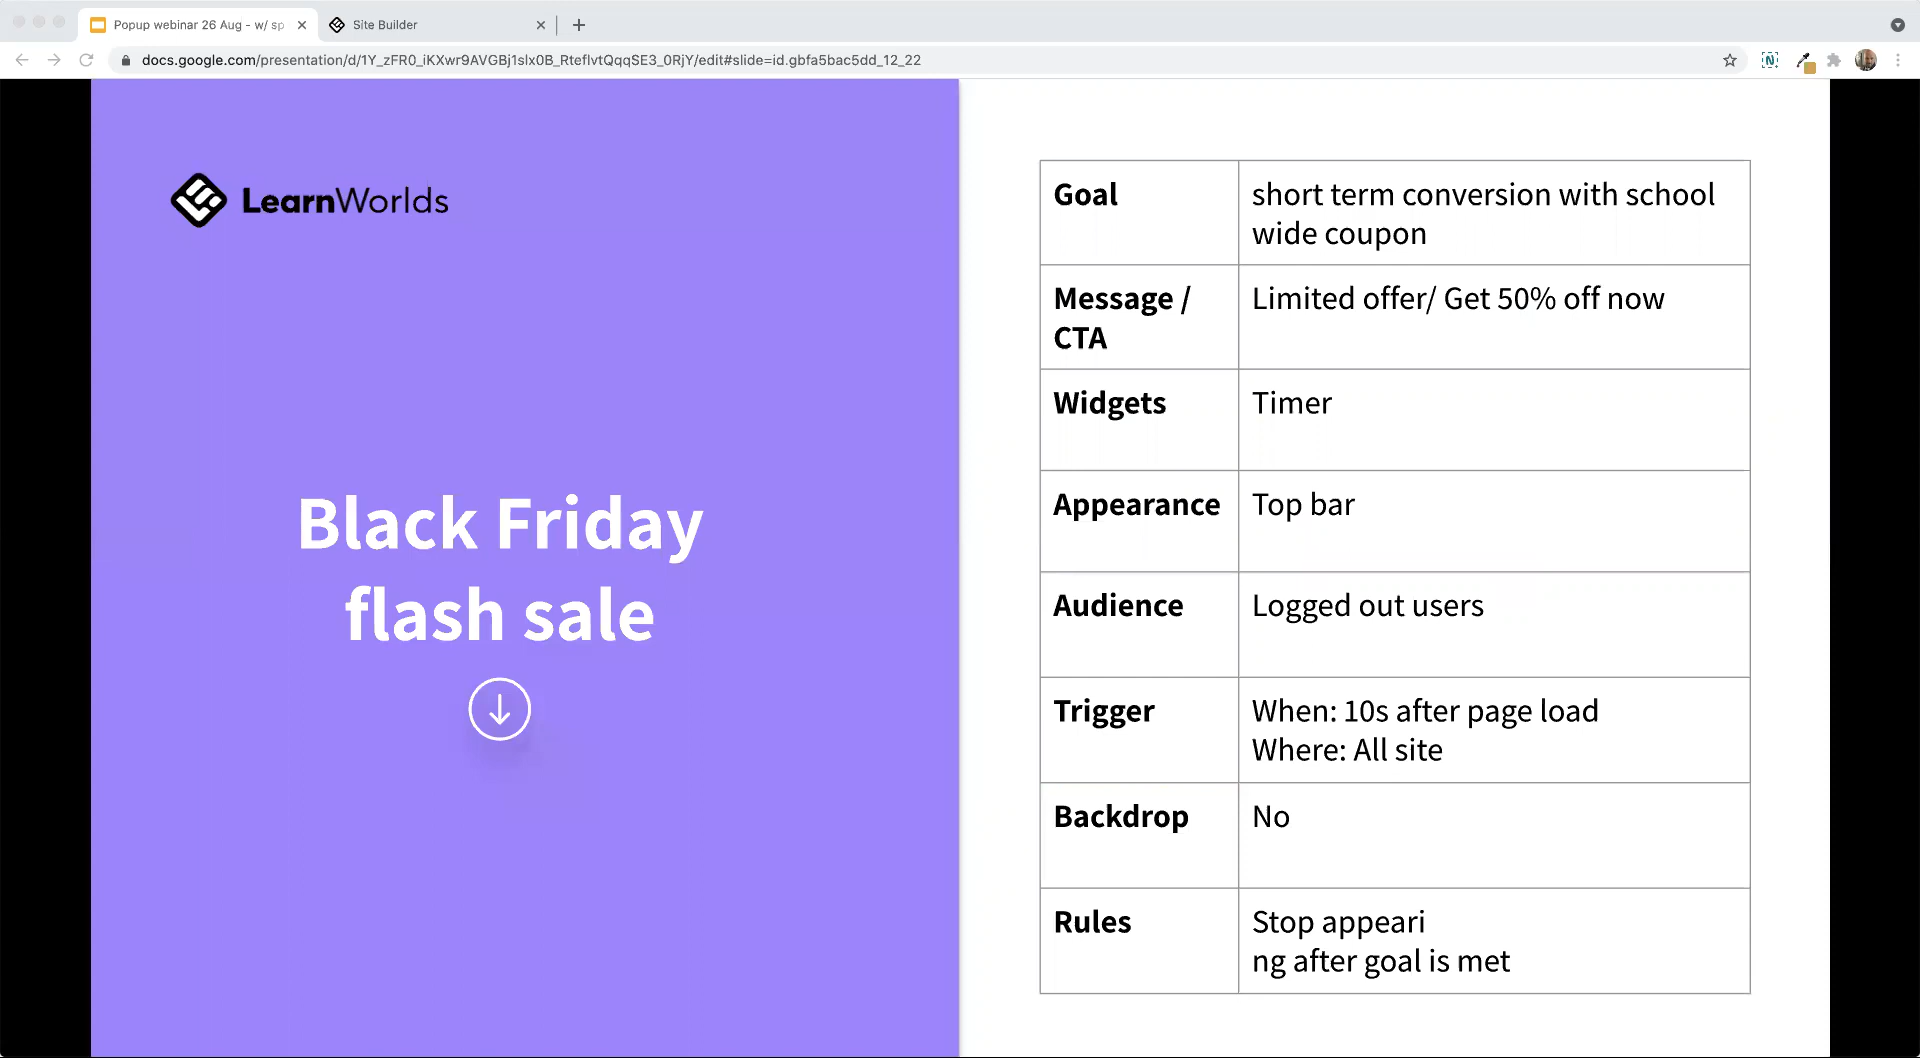 Popup webinar 26 Aug - w/ sp
Site Builder
docs.google.com/presentation/d/1Y_zFR0_iKXwr9AVGBj1slx0B_RteflvtQqqSE3_0RjY/edit#slide=id.gbfa5bac5dd_12_22
LearnWorlds
Black Friday
flash sale
Goal
short term conversion with school
wide coupon
Message /
CTA
Limited offer/ Get 50% off now
Widgets
Timer
Appearance
Top bar
Audience
Logged out users
Trigger
When: 10s after page load
Where: All site
Backdrop
No
Rules
Stop appeari
ng after goal is met